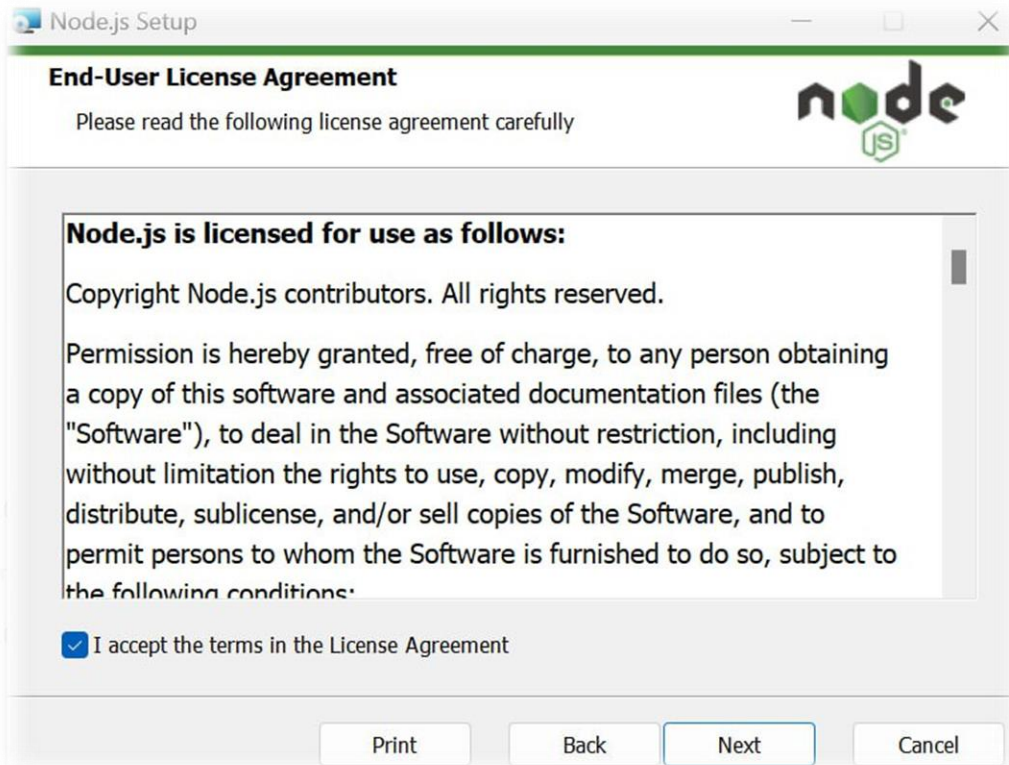 Node.js Setup
End-User License Agreement
Please read the following license agreement carefully
node
JS
Node.js is licensed for use as follows:
Copyright Node.js contributors. All rights reserved.
Permission is hereby granted, free of charge, to any person obtaining
a copy of this software and associated documentation files (the
"Software"), to deal in the Software without restriction, including
without limitation the rights to use, copy, modify, merge, publish,
distribute, sublicense, and/or sell copies of the Software, and to
permit persons to whom the Software is furnished to do so, subject to
the following conditions:
I accept the terms in the License Agreement
Print Back Next Cancel